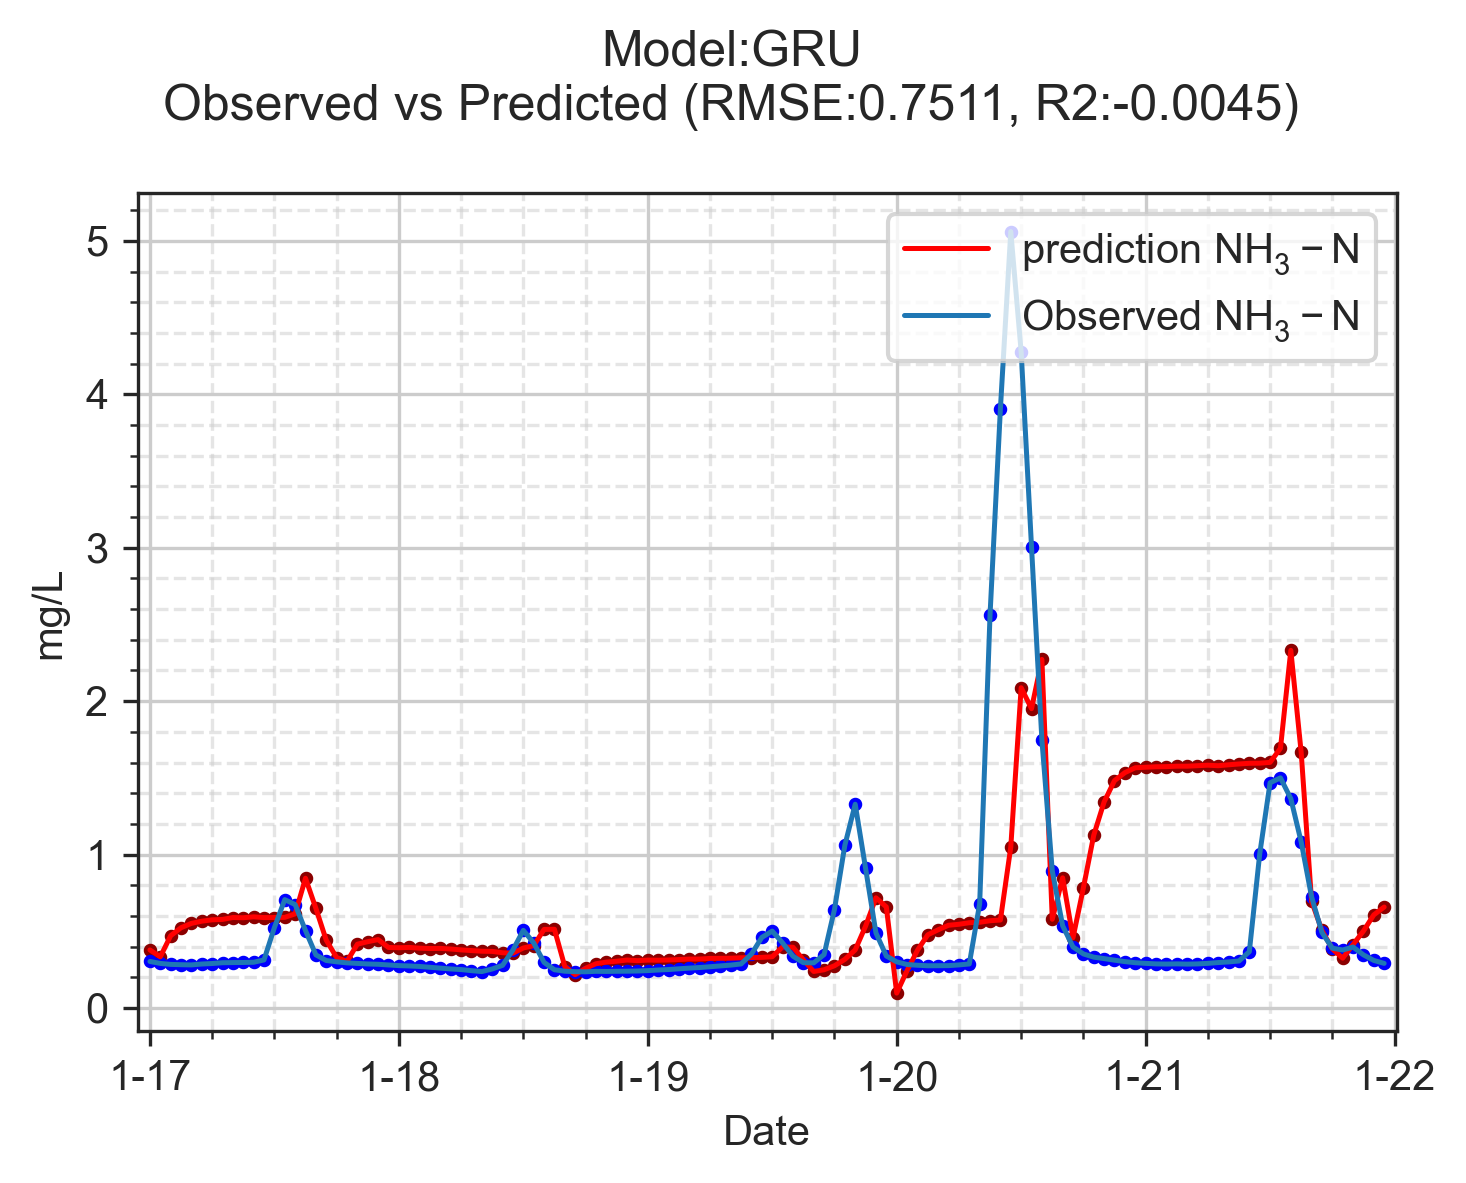 Model:GRU
Observed vs Predicted (RMSE:0.7511, R2:-0.0045)
prediction NH₃ − N
Observed NH₃ − N
5
4
3
2
1
0
mg/L
1-17 1-18 1-19 1-20 1-21 1-22
Date